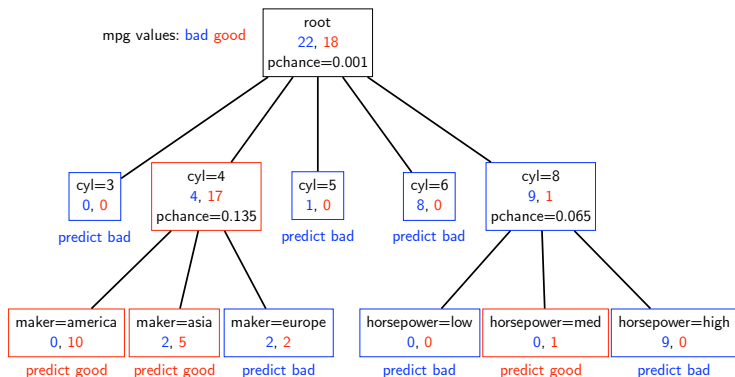 root
mpg values: bad good
22, 18
pchance=0.001
cyl=3
0, 0
predict bad
cyl=4
4, 17
pchance=0.135
cyl=5
1, 0
predict bad
cyl=6
8, 0
predict bad
cyl=8
9, 1
pchance=0.065
maker=america
0, 10
predict good
maker=asia
2, 5
predict good
maker=europe
2, 2
predict bad
horsepower=low
0, 0
predict bad
horsepower=med
0, 1
predict good
horsepower=high
9, 0
predict bad